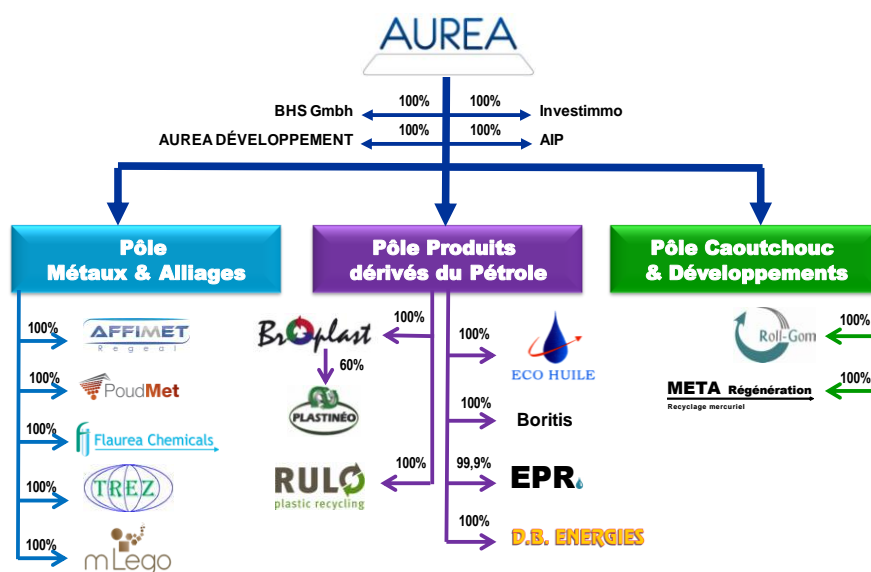 AUREA
BHS Gmbh 100% 100% Investimmo
AUREA DÉVELOPPEMENT 100% 100% AIP
Pôle
Métaux & Alliages
100% AFFIMET
Regeal
100% PoudMet
100% Flaurea Chemicals
100% TREZ
100% mLego
Pôle Produits
dérivés du Pétrole
Broplast 100%
60%
PLASTINÉO
RULO 100%
plastic recycling
100% ECO HUILE
100% Boritis
99,9% EPR
100% D.B. ENERGIES
Pôle Caoutchouc
& Développements
Roll-Gom 100%
META Régénération 100%
Recyclage mercuriel